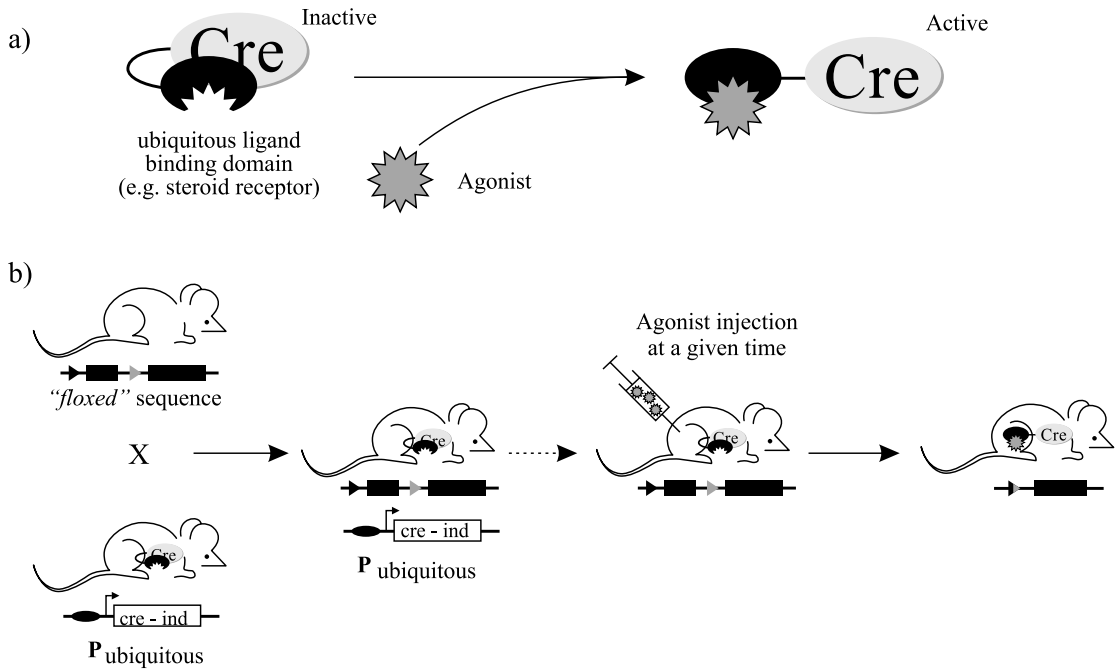 a)
Inactive
Cre
ubiquitous ligand
binding domain
(e.g. steroid receptor)
Agonist
Active
Cre
b)
“floxed” sequence
X
Cre
cre - ind
P ubiquitous
Cre
cre - ind
P ubiquitous
Agonist injection
at a given time
Cre
Cre